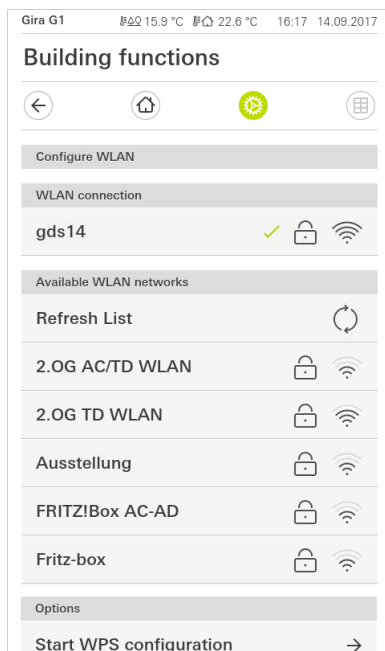 Gira G1 15.9 °C 22.6 °C 16:17 14.09.2017
Building functions
Configure WLAN
WLAN connection
gds14
Available WLAN networks
Refresh List
2.OG AC/TD WLAN
2.OG TD WLAN
Ausstellung
FRITZ!Box AC-AD
Fritz-box
Options
Start WPS configuration